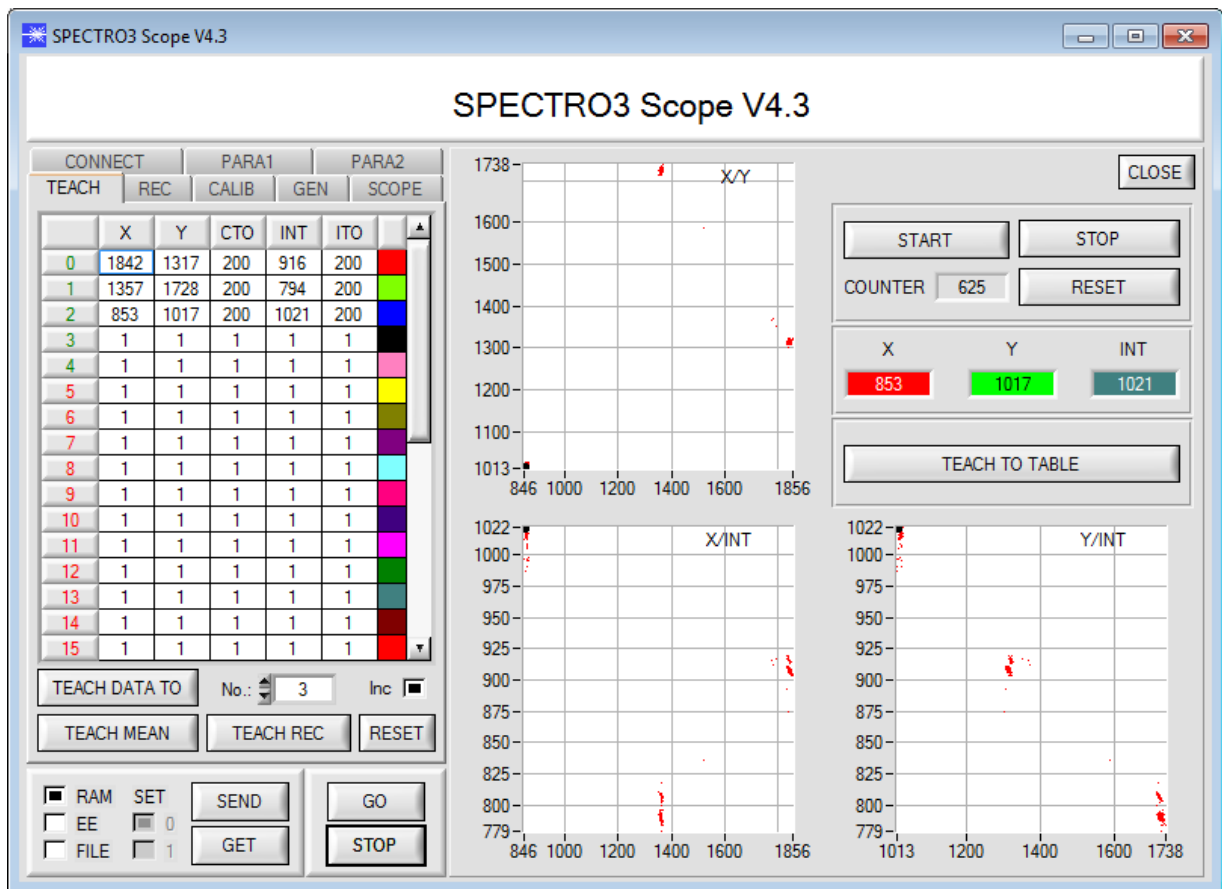 SPECTRO3 Scope V4.3
SPECTRO3 Scope V4.3
CONNECT PARA1 PARA2
TEACH REC CALIB GEN SCOPE
X Y CTO INT ITO
0 1842 1317 200 916 200
1 1357 1728 200 794 200
2 853 1017 200 1021 200
3 1 1 1 1 1
4 1 1 1 1 1
5 1 1 1 1 1
6 1 1 1 1 1
7 1 1 1 1 1
8 1 1 1 1 1
9 1 1 1 1 1
10 1 1 1 1 1
11 1 1 1 1 1
12 1 1 1 1 1
13 1 1 1 1 1
14 1 1 1 1 1
15 1 1 1 1 1
TEACH DATA TO No.: 3 Inc
TEACH MEAN TEACH REC RESET
RAM SET SEND GO
EE 0
FILE 1 GET STOP
X/Y
1738
1600
1500
1400
1300
1200
1100
1013
846 1000 1200 1400 1600 1856
CLOSE
START STOP
COUNTER 625 RESET
X Y INT
853 1017 1021
TEACH TO TABLE
X/INT
1022
1000
975
950
925
900
875
850
825
800
779
846 1000 1200 1400 1600 1856
Y/INT
1022
1000
975
950
925
900
875
850
825
800
779
1013 1200 1400 1600 1738